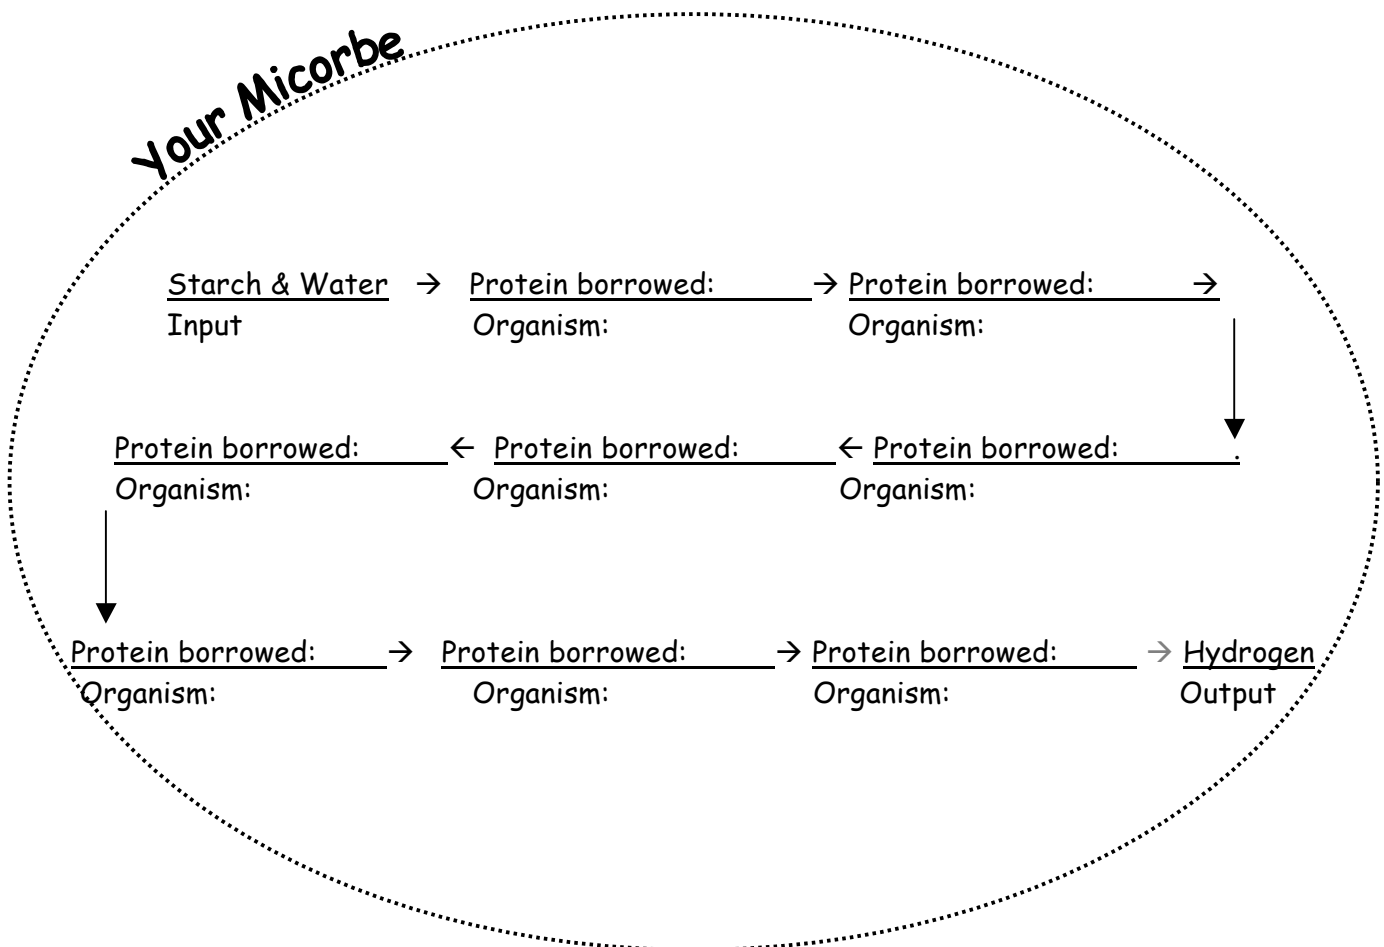 Your Micorbe
Starch & Water → Protein borrowed: → Protein borrowed: →
Input Organism: Organism:
Protein borrowed: ← Protein borrowed: ← Protein borrowed: .
Organism: Organism: Organism:
Protein borrowed: → Protein borrowed: → Protein borrowed: → Hydrogen
Organism: Organism: Organism: Output